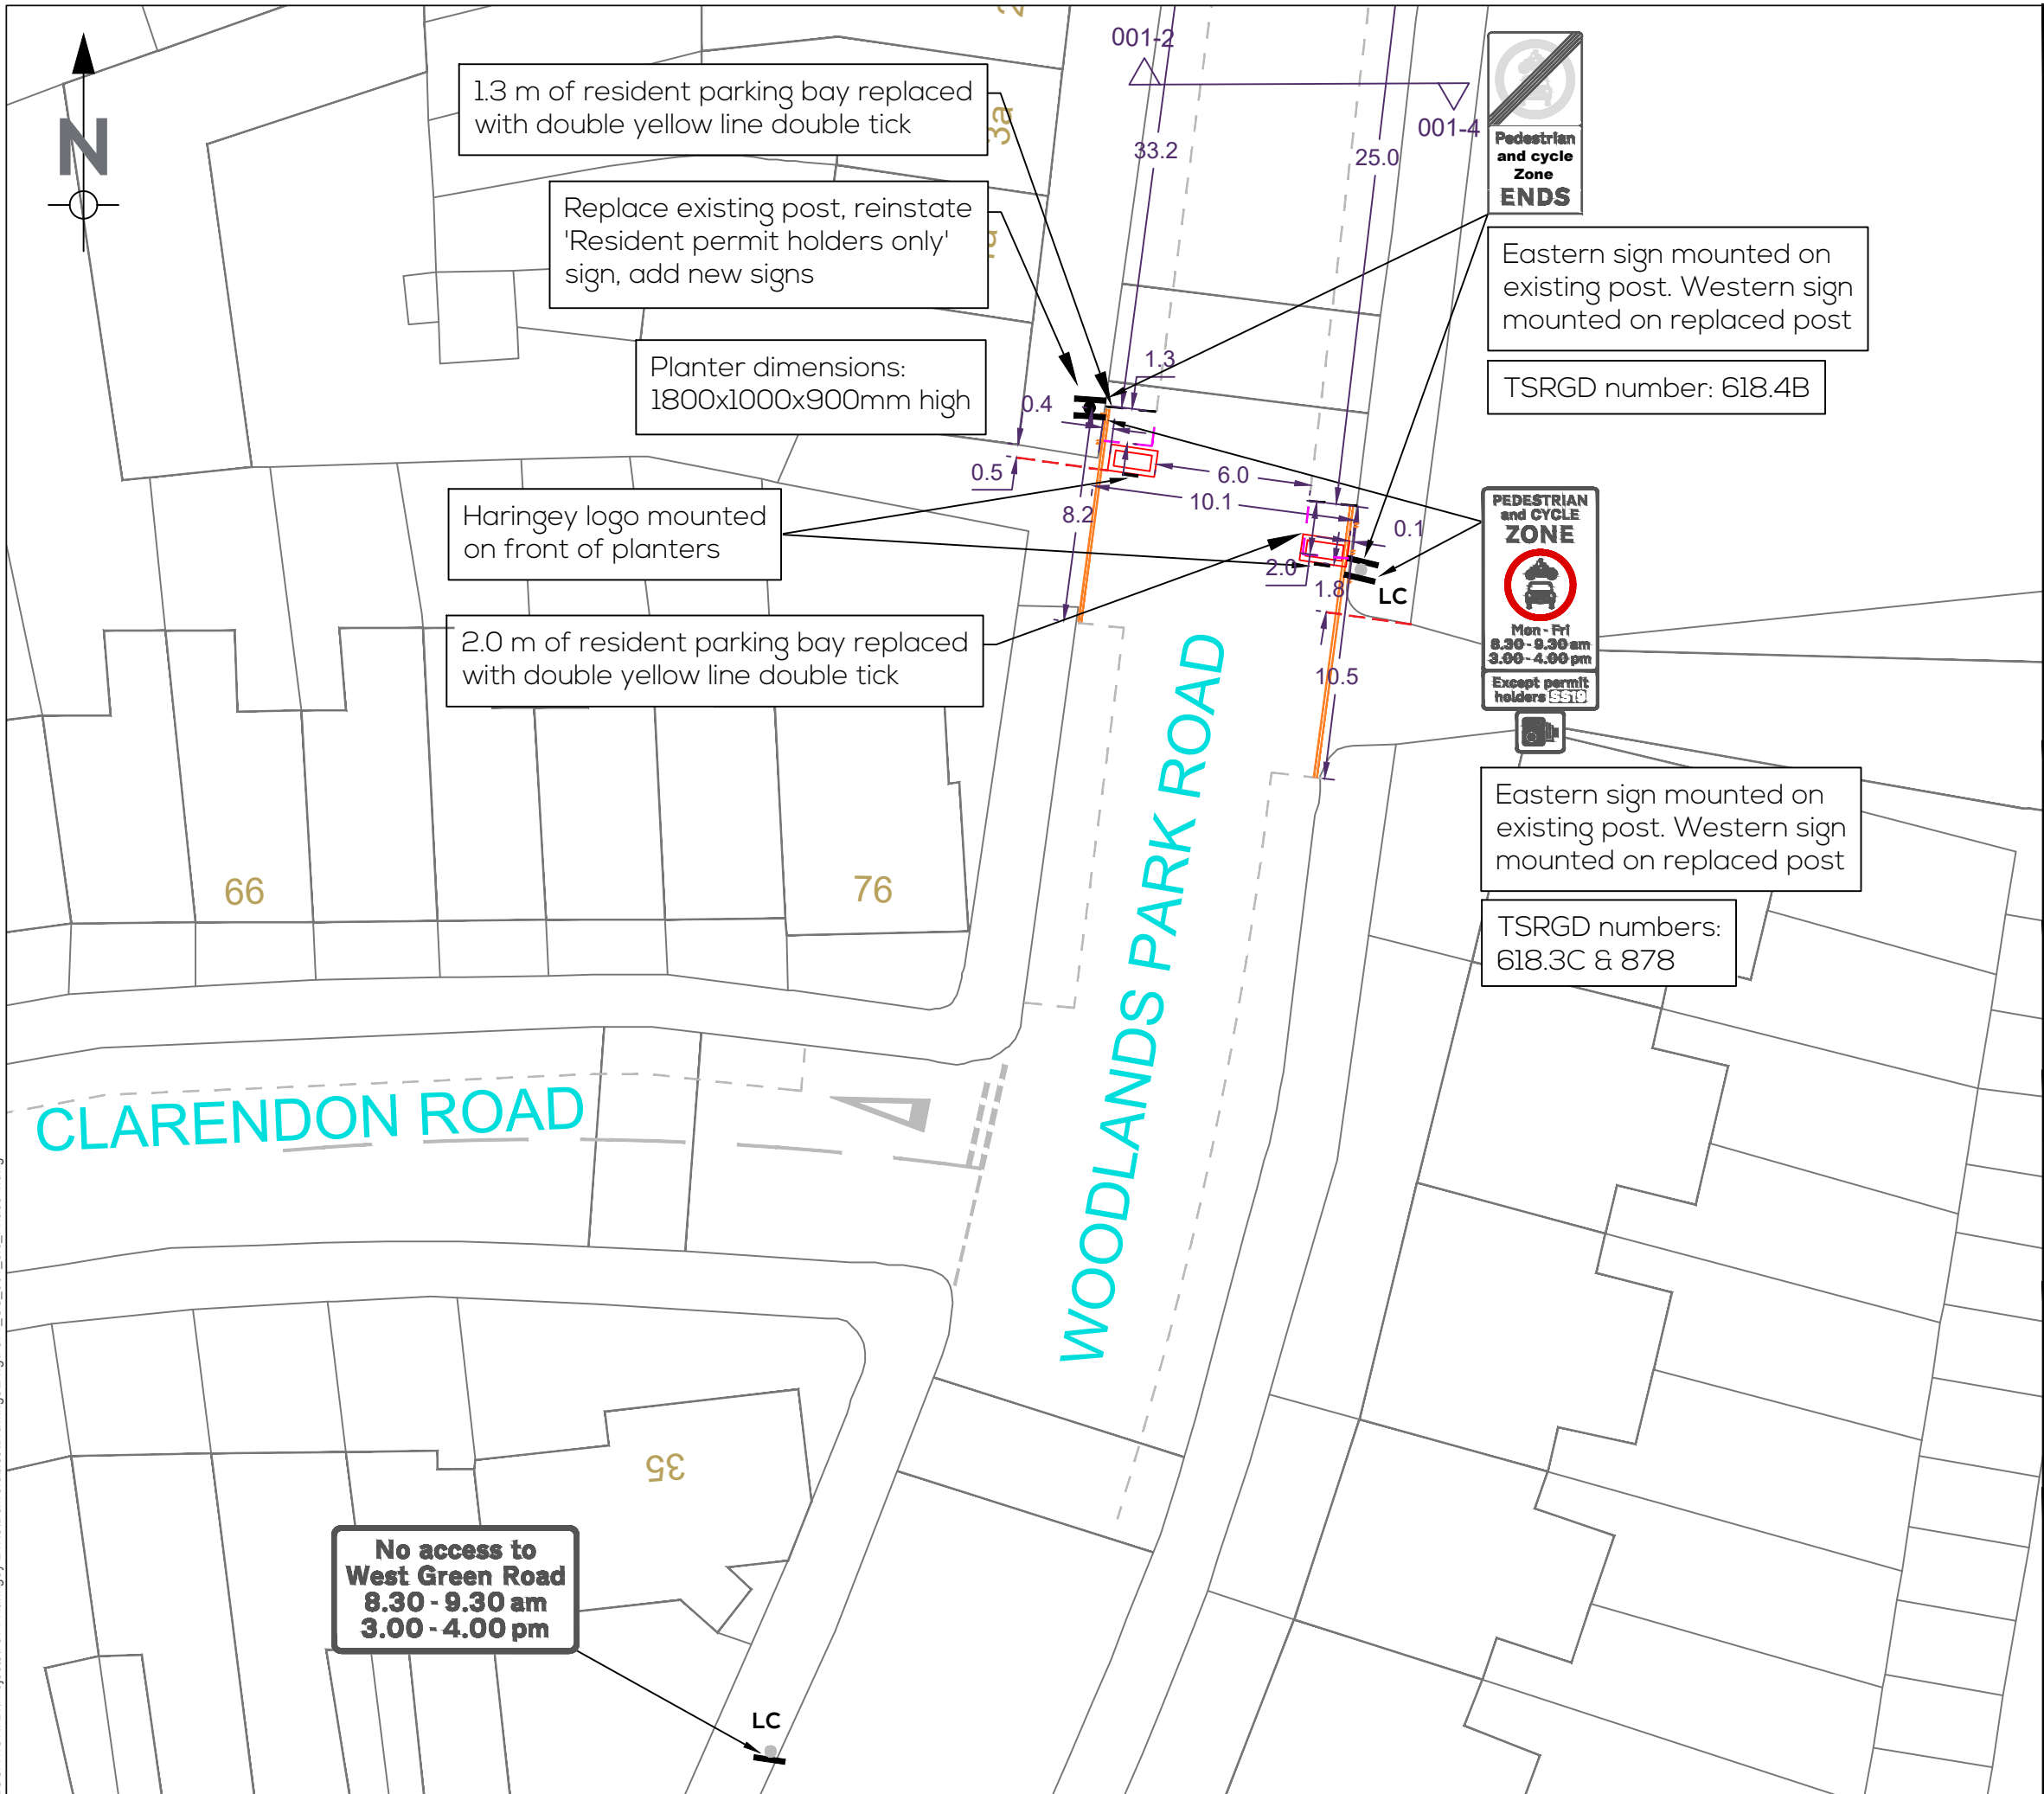 001-2
001-4
1.3 m of resident parking bay replaced
with double yellow line double tick
3a
33.2
25.0
N
Pedestrian
and cycle
Zone
ENDS
Replace existing post, reinstate
'Resident permit holders only'
sign, add new signs
Eastern sign mounted on
existing post. Western sign
mounted on replaced post
TSRGD number: 618.4B
Planter dimensions:
1800x1000x900mm high
1.3
0.4
0.5
6.0
10.1
8.2
0.1
2.0
1.8
LC
10.5
Haringey logo mounted
on front of planters
2.0 m of resident parking bay replaced
with double yellow line double tick
PEDESTRIAN
and CYCLE
ZONE
Mon - Fri
8.30 - 9.30 am
3.00 - 4.00 pm
Except permit
holders SS19
Eastern sign mounted on
existing post. Western sign
mounted on replaced post
TSRGD numbers:
618.3C & 878
66
76
WOODLANDS PARK ROAD
CLARENDON ROAD
35
No access to
West Green Road
8.30 - 9.30 am
3.00 - 4.00 pm
LC